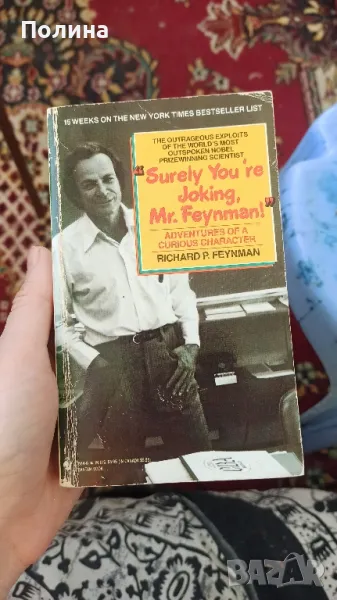 Полина
16 WEEKS ON THE NEW YORK TIMES BESTSELLER LIST
THE OUTRAGEOUS EXPLOITS
OF THE WORLD'S MOST
OUTSPOKEN NOBEL
PRIZEWINNING SCIENTIST
"Surely You're
Joking,
Mr. Feynman!"
ADVENTURES OF A
CURIOUS CHARACTER
RICHARD P. FEYNMAN
BAZAR